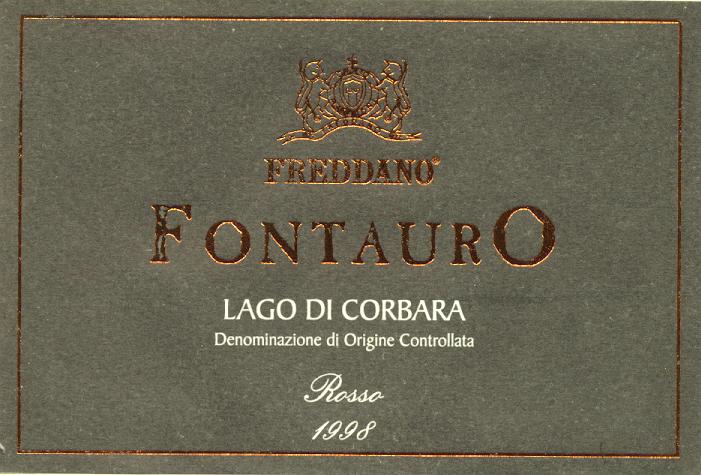 FREDDANO®
FONTAURO
LAGO DI CORBARA
Denominazione di Origine Controllata
Rosso
1998